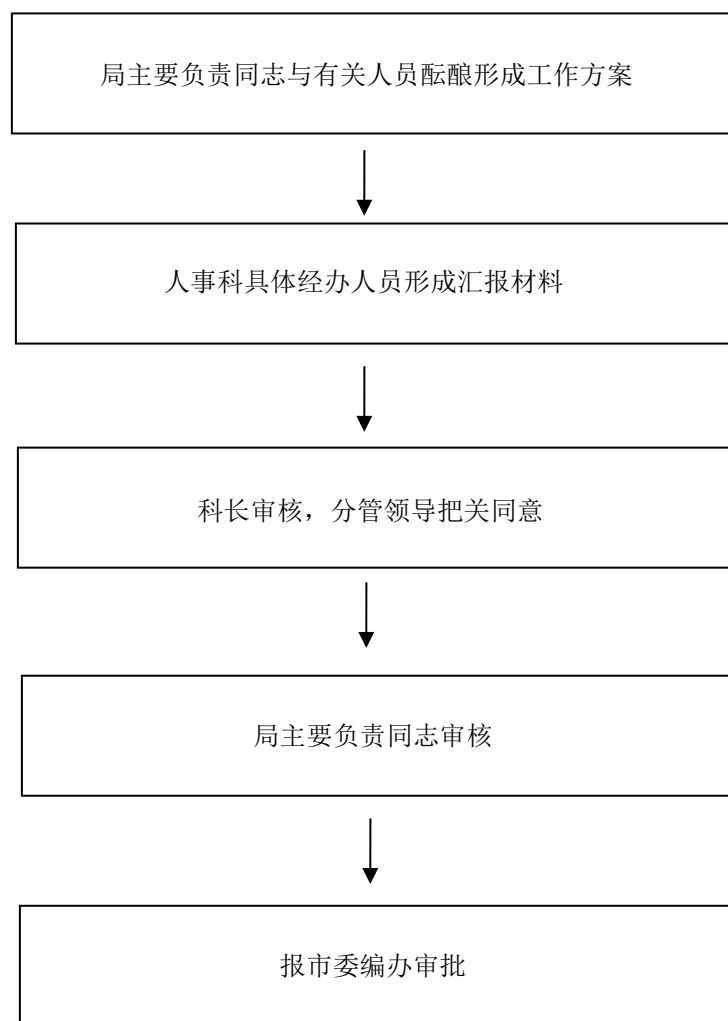 局主要负责同志与有关人员酝酿形成工作方案
人事科具体经办人员形成汇报材料
科长审核，分管领导把关同意
局主要负责同志审核
报市委编办审批